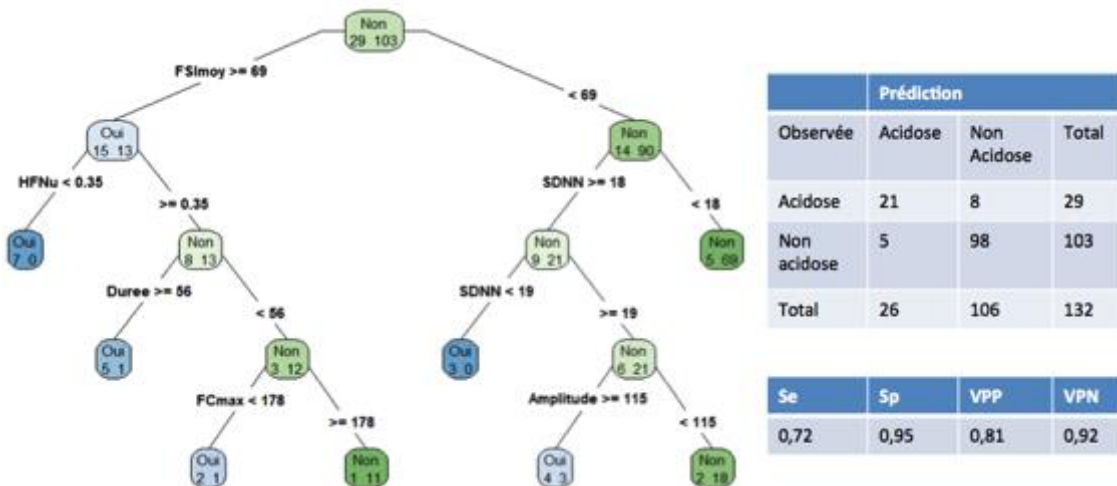 Non
29 103
FSImoy >= 69
< 69
Oui
15 13
Non
14 90
HFNu < 0.35
>= 0.35
SDNN >= 18
< 18
Oui
7 0
Non
8 13
Non
9 21
Non
5 69
Duree >= 56
< 56
SDNN < 19
>= 19
Oui
5 1
Non
3 12
Oui
3 0
Non
6 21
FCmax < 178
>= 178
Amplitude >= 115
< 115
Oui
2 1
Non
1 11
Oui
4 3
Non
2 18
Prédiction
Observée Acidose Non Acidose Total
Acidose 21 8 29
Non acidose 5 98 103
Total 26 106 132
Se Sp VPP VPN
0,72 0,95 0,81 0,92